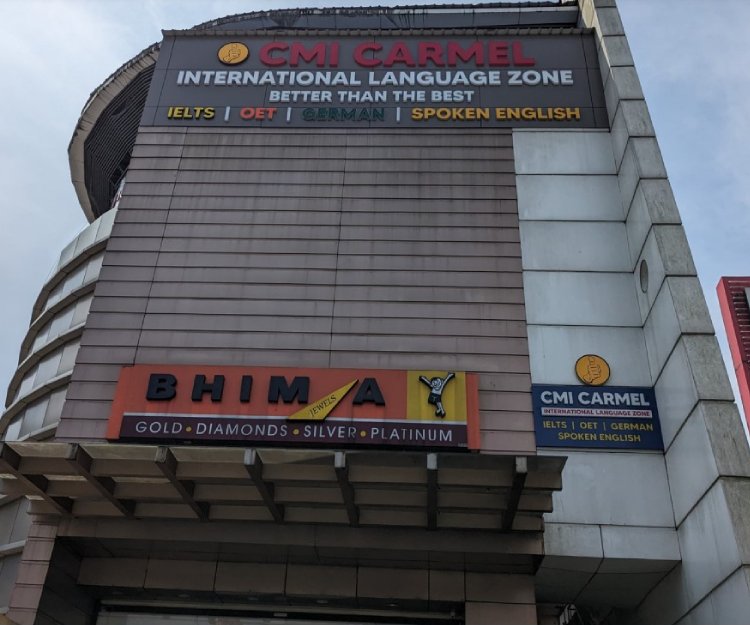 CMI CARMEL
INTERNATIONAL LANGUAGE ZONE
BETTER THAN THE BEST
IELTS | OET | GERMAN | SPOKEN ENGLISH
BHIMA
JEWELS
GOLD • DIAMONDS • SILVER • PLATINUM
CMI CARMEL
INTERNATIONAL LANGUAGE ZONE
IELTS | OET | GERMAN
SPOKEN ENGLISH